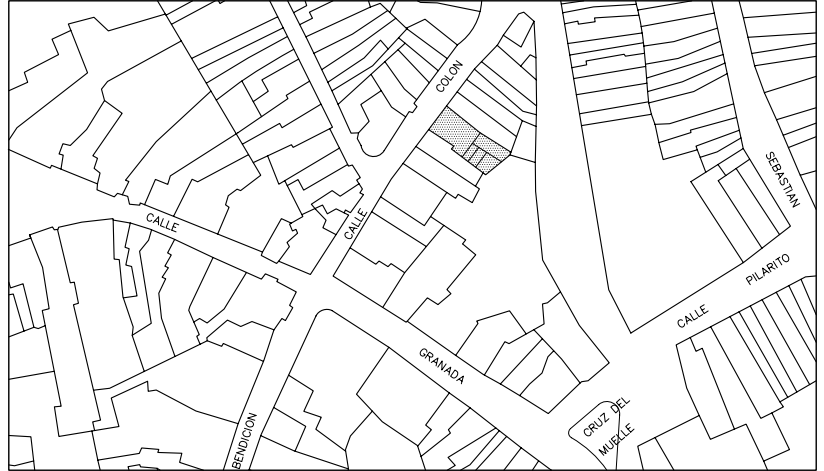 COLON
SEBASTIAN
CALLE
CALLE
PILARITO
CALLE
GRANADA
CRUZ DEL
MUELLE
BENDICION